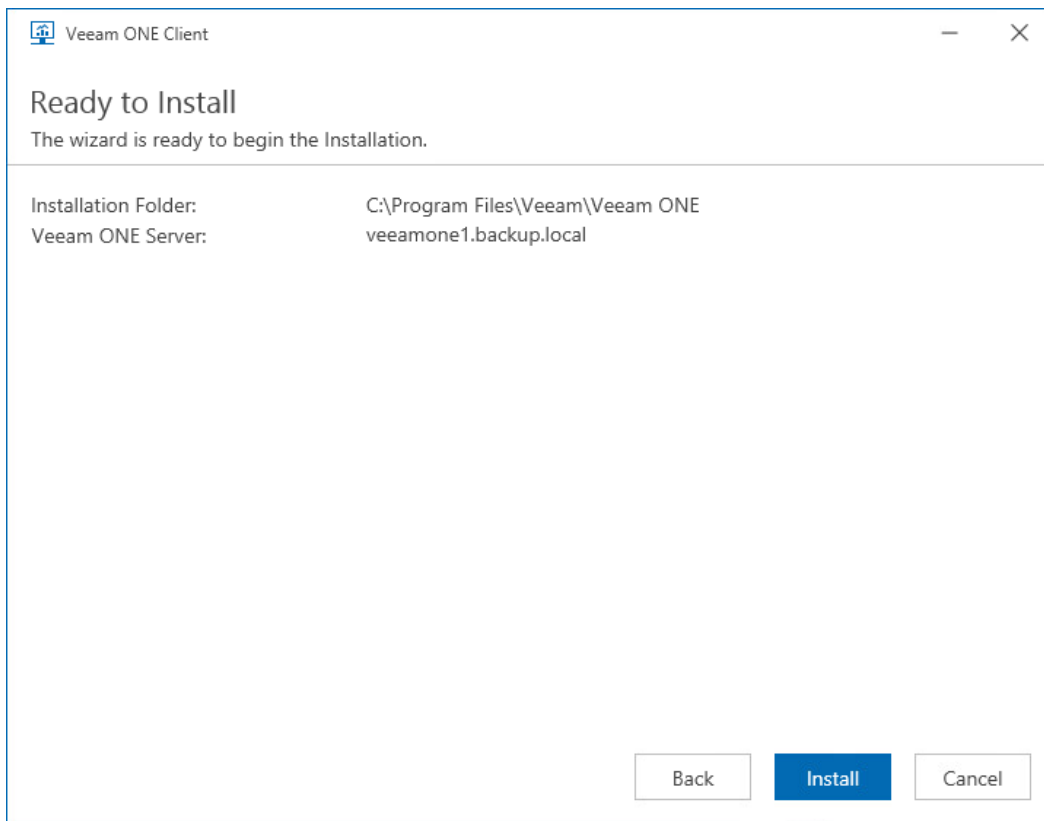 Veeam ONE Client
Ready to Install
The wizard is ready to begin the Installation.
Installation Folder: C:\Program Files\Veeam\Veeam ONE
Veeam ONE Server: veeamone1.backup.local
Back Install Cancel